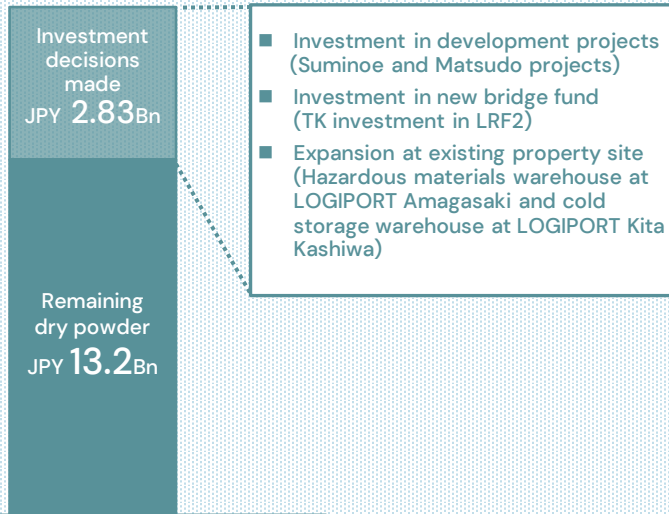 Investment
decisions
made
JPY 2.83Bn
■ Investment in development projects
(Suminoe and Matsudo projects)
■ Investment in new bridge fund
(TK investment in LRF2)
■ Expansion at existing property site
(Hazardous materials warehouse at
LOGIPORT Amagasaki and cold
storage warehouse at LOGIPORT Kita
Kashiwa)
Remaining
dry powder
JPY 13.2Bn